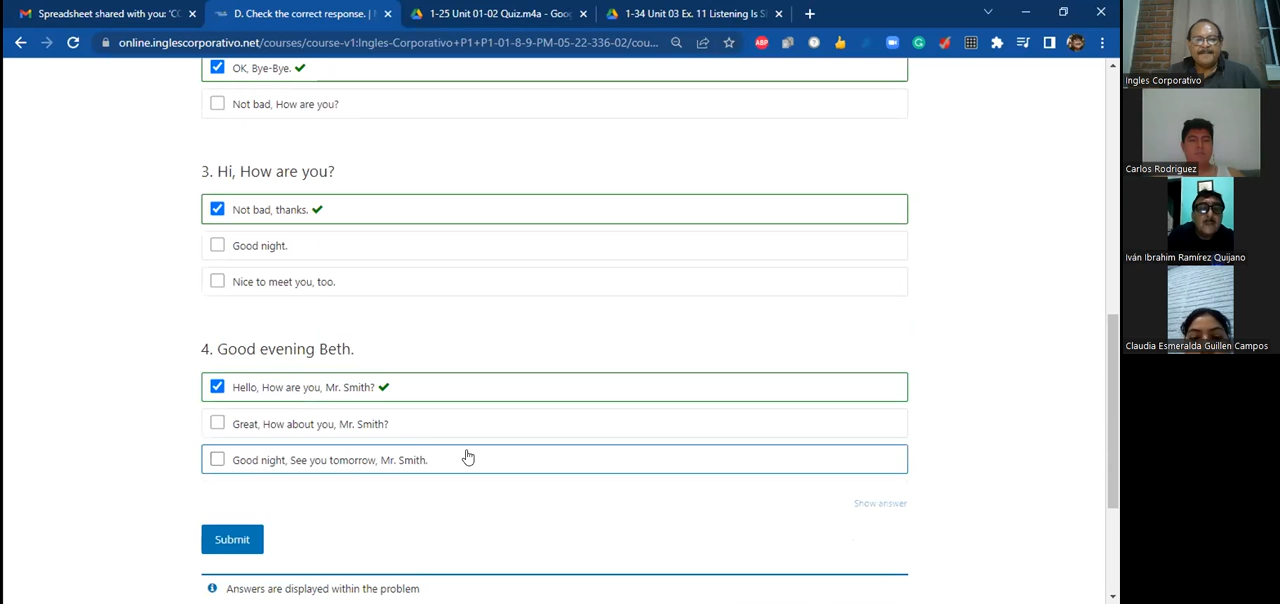 Spreadsheet shared with you: 'CC
D. Check the correct response. |
1-25 Unit 01-02 Quiz.m4a - Goog
1-34 Unit 03 Ex. 11 Listening Is S
online.inglescorporativo.net/courses/course-v1:Ingles-Corporativo+P1+P1-01-8-9-PM-05-22-336-02/cou...
ABP
OK, Bye-Bye.
Not bad, How are you?
3. Hi, How are you?
Not bad, thanks.
Good night.
Nice to meet you, too.
4. Good evening Beth.
Hello, How are you, Mr. Smith?
Great, How about you, Mr. Smith?
Good night, See you tomorrow, Mr. Smith.
Show answer
Submit
Answers are displayed within the problem
Ingles Corporativo
Carlos Rodriguez
Iván Ibrahim Ramírez Quijano
Claudia Esmeralda Guillen Campos